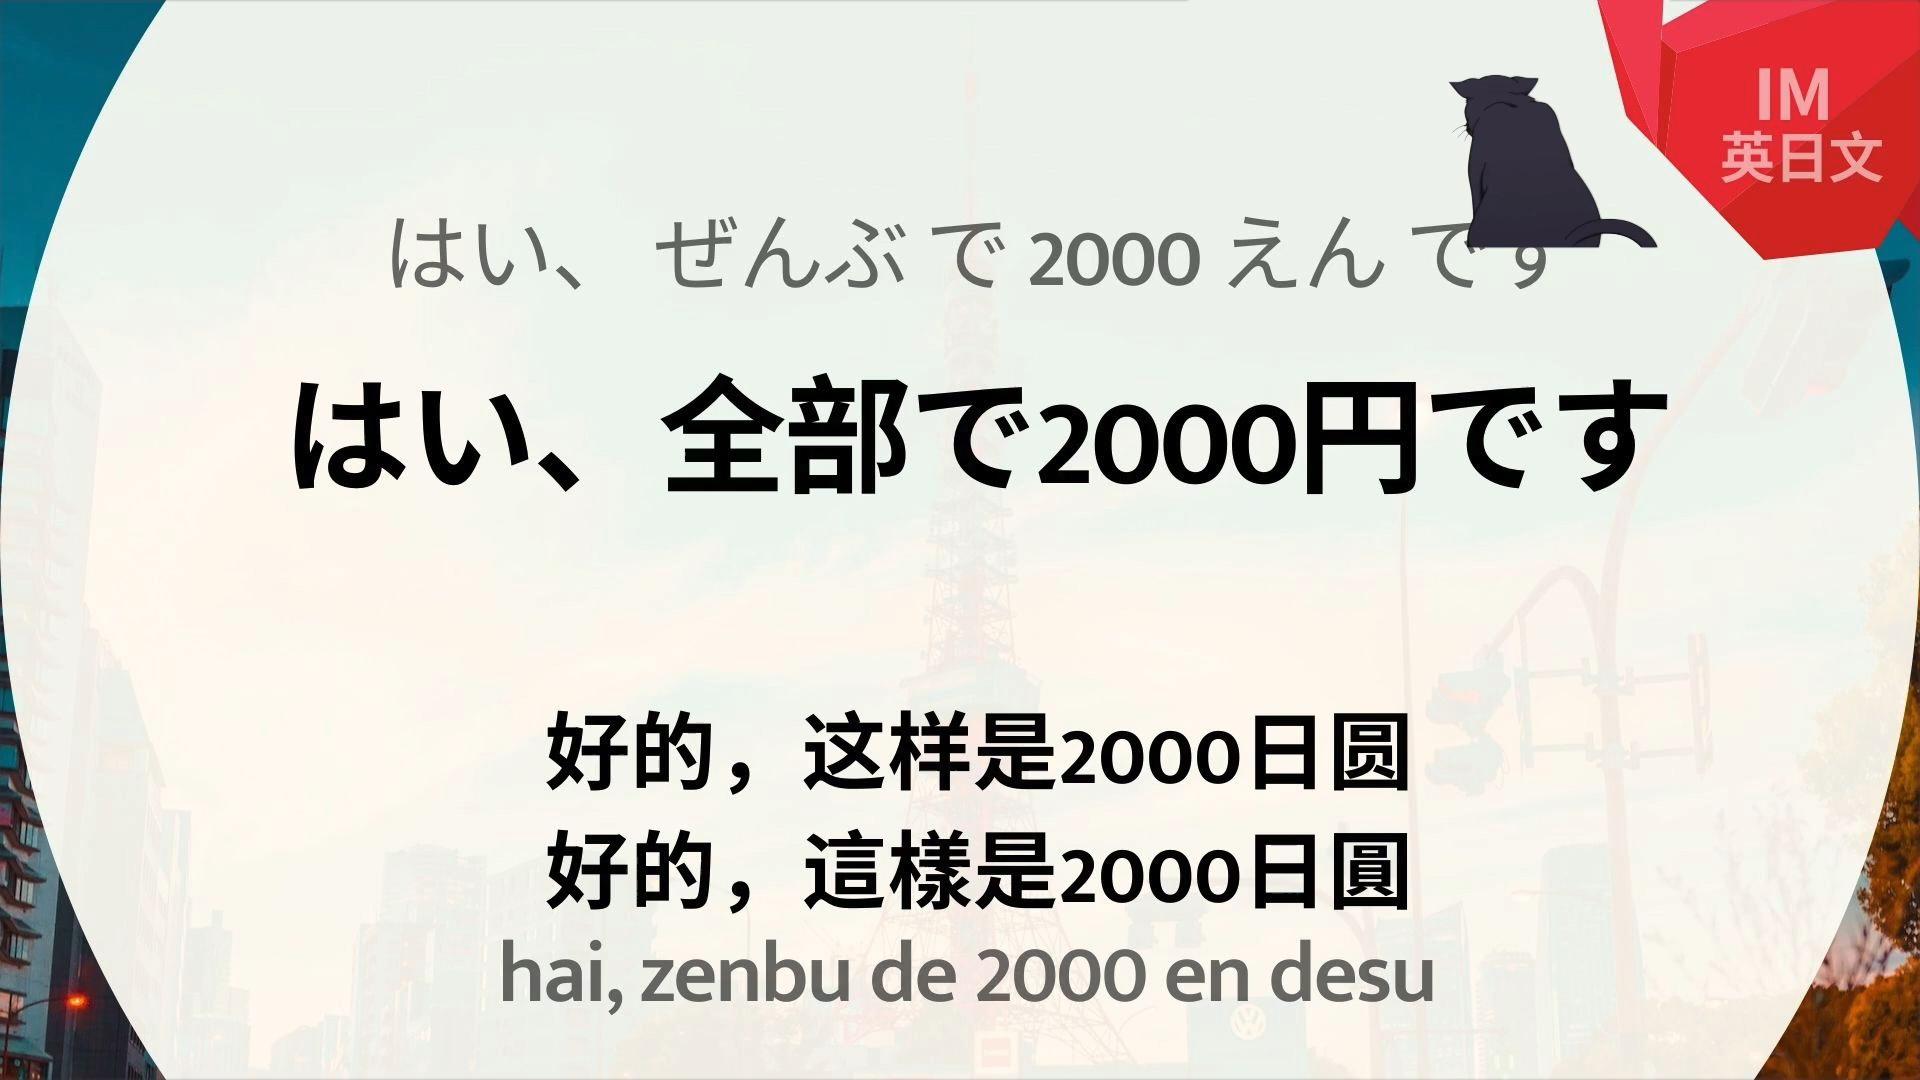 IM
英日文
はい、 ぜんぶ で 2000 えん です
はい、全部で2000円です
好的，这样是2000日圆
好的，這樣是2000日圓
hai, zenbu de 2000 en desu